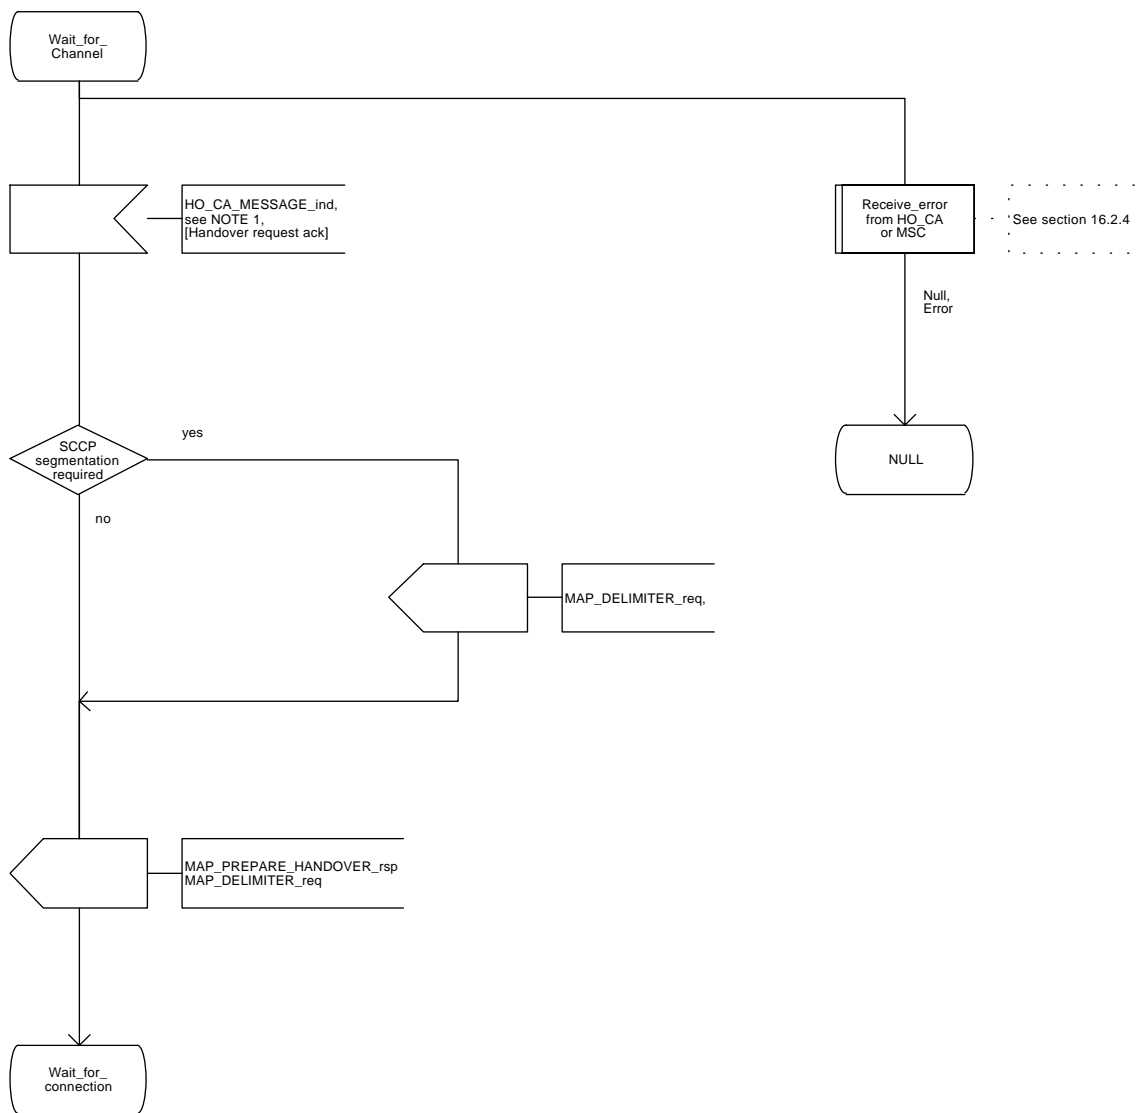 Wait_for_
Channel
HO_CA_MESSAGE_ind,
see NOTE 1,
[Handover request ack]
Receive_error
from HO_CA
or MSC
See section 16.2.4
Null,
Error
SCCP
segmentation
required
yes
NULL
no
MAP_DELIMITER_req,
MAP_PREPARE_HANDOVER_rsp
MAP_DELIMITER_req
Wait_for_
connection